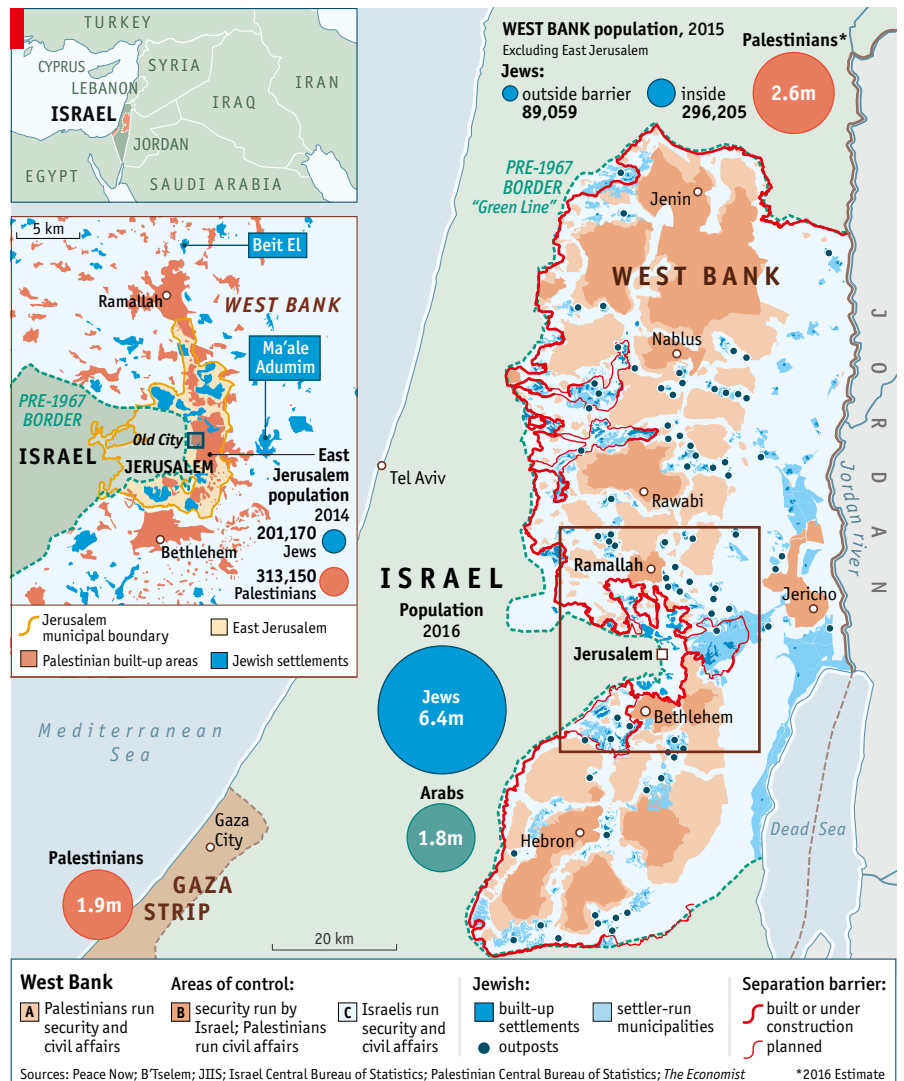 TURKEY
CYPRUS
SYRIA
LEBANON
IRAN
ISRAEL
IRAQ
JORDAN
EGYPT
SAUDI ARABIA
WEST BANK population, 2015
Excluding East Jerusalem
Jews:
outside barrier
89,059
inside
296,205
Palestinians*
2.6m
PRE-1967
BORDER
“Green Line”
Jenin
WEST BANK
Nablus
Rawabi
Ramallah
Jericho
Jerusalem
Bethlehem
Hebron
JORDAN
Jordan river
Dead Sea
5 km
Beit El
Ramallah
WEST BANK
Ma’ale
Adumim
PRE-1967
BORDER
Old City
ISRAEL
JERUSALEM
East
Jerusalem
population
2014
201,170
Jews
313,150
Palestinians
Bethlehem
Jerusalem
municipal boundary
East Jerusalem
Palestinian built-up areas
Jewish settlements
Tel Aviv
ISRAEL
Population
2016
Jews
6.4m
Arabs
1.8m
Mediterranean
Sea
Gaza
City
Palestinians
1.9m
GAZA
STRIP
20 km
West Bank
Areas of control:
A Palestinians run
security and
civil affairs
B security run by
Israel; Palestinians
run civil affairs
C Israelis run
security and
civil affairs
Jewish:
built-up
settlements
settler-run
municipalities
outposts
Separation barrier:
built or under
construction
planned
Sources: Peace Now; B’Tselem; JIIS; Israel Central Bureau of Statistics; Palestinian Central Bureau of Statistics; The Economist
*2016 Estimate